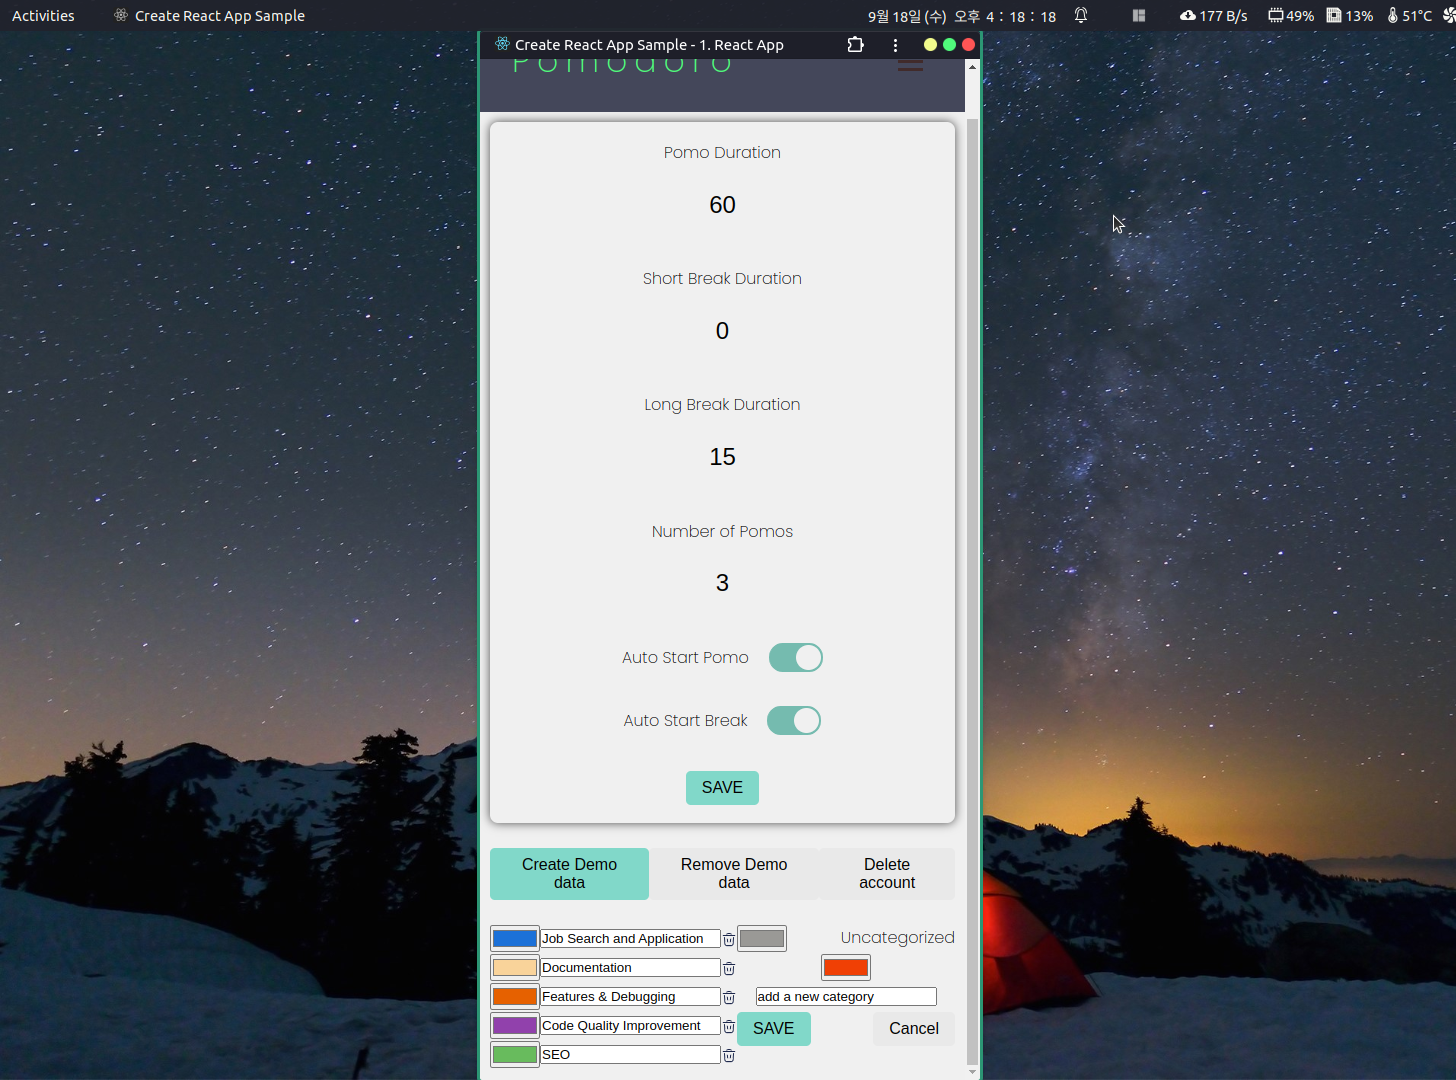 Activities
Create React App Sample
9월 18일 (수) 오후 4 : 18 : 18
177 B/s
49%
13%
51°C
Create React App Sample - 1. React App
Pomodoro
Pomo Duration
60
Short Break Duration
0
Long Break Duration
15
Number of Pomos
3
Auto Start Pomo
Auto Start Break
SAVE
Create Demo
data
Remove Demo
data
Delete
account
Job Search and Application
Documentation
Features & Debugging
Code Quality Improvement
SEO
Uncategorized
add a new category
SAVE
Cancel